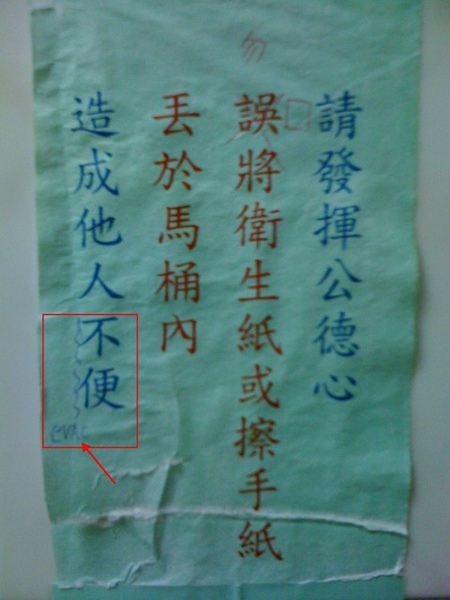 請發揮公德心
誤將衛生紙或擦手紙
丟於馬桶內
造成他人不便
勿